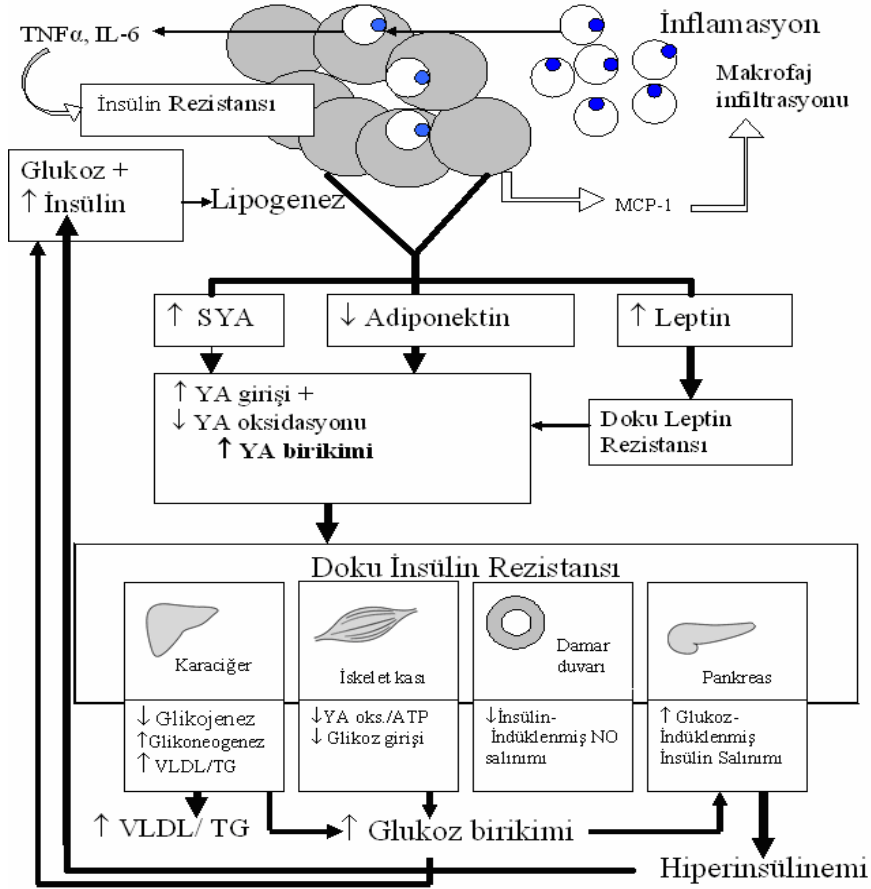 TNFα, IL-6
İnflamasyon
Makrofaj
infiltrasyonu
İnsülin Rezistansı
Glukoz +
↑ İnsülin
Lipogenez
MCP-1
↑ SYA
↓ Adiponektin
↑ Leptin
↑ YA girişi +
↓ YA oksidasyonu
↑ YA birikimi
Doku Leptin
Rezistansı
Doku İnsülin Rezistansı
Karaciğer
İskelet kası
Damar
duvarı
Pankreas
↓ Glikojenez
↑Glikoneogenez
↑ VLDL/TG
↓YA oks./ATP
↓ Glikoz girişi
↓İnsülin-
İndüklenmiş NO
salınımı
↑ Glukoz-
İndüklenmiş
İnsülin Salınımı
↑ VLDL/ TG
↑ Glukoz birikimi
Hiperinsülinemi